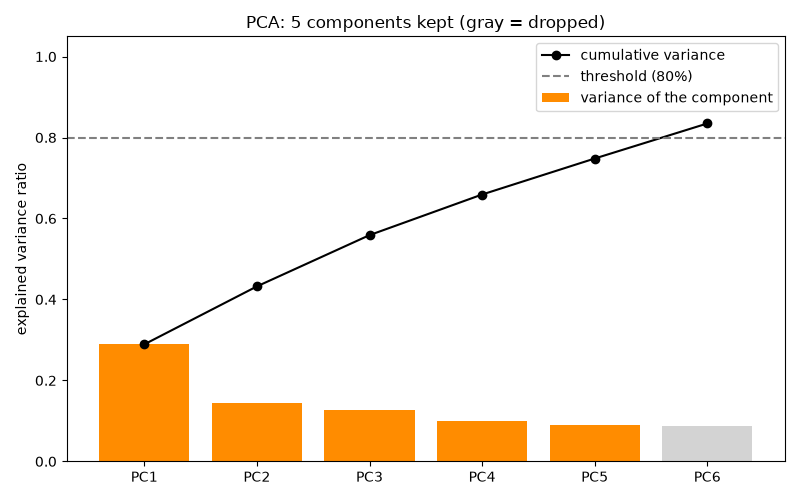 PCA: 5 components kept (gray = dropped)
cumulative variance
threshold (80%)
variance of the component
explained variance ratio
1.0
0.8
0.6
0.4
0.2
0.0
PC1 PC2 PC3 PC4 PC5 PC6